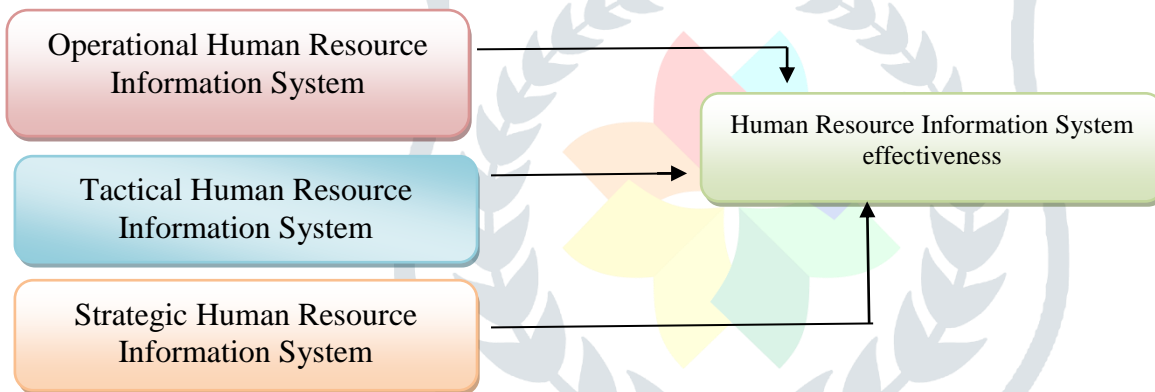 Operational Human Resource
Information System
Human Resource Information System
effectiveness
Tactical Human Resource
Information System
Strategic Human Resource
Information System